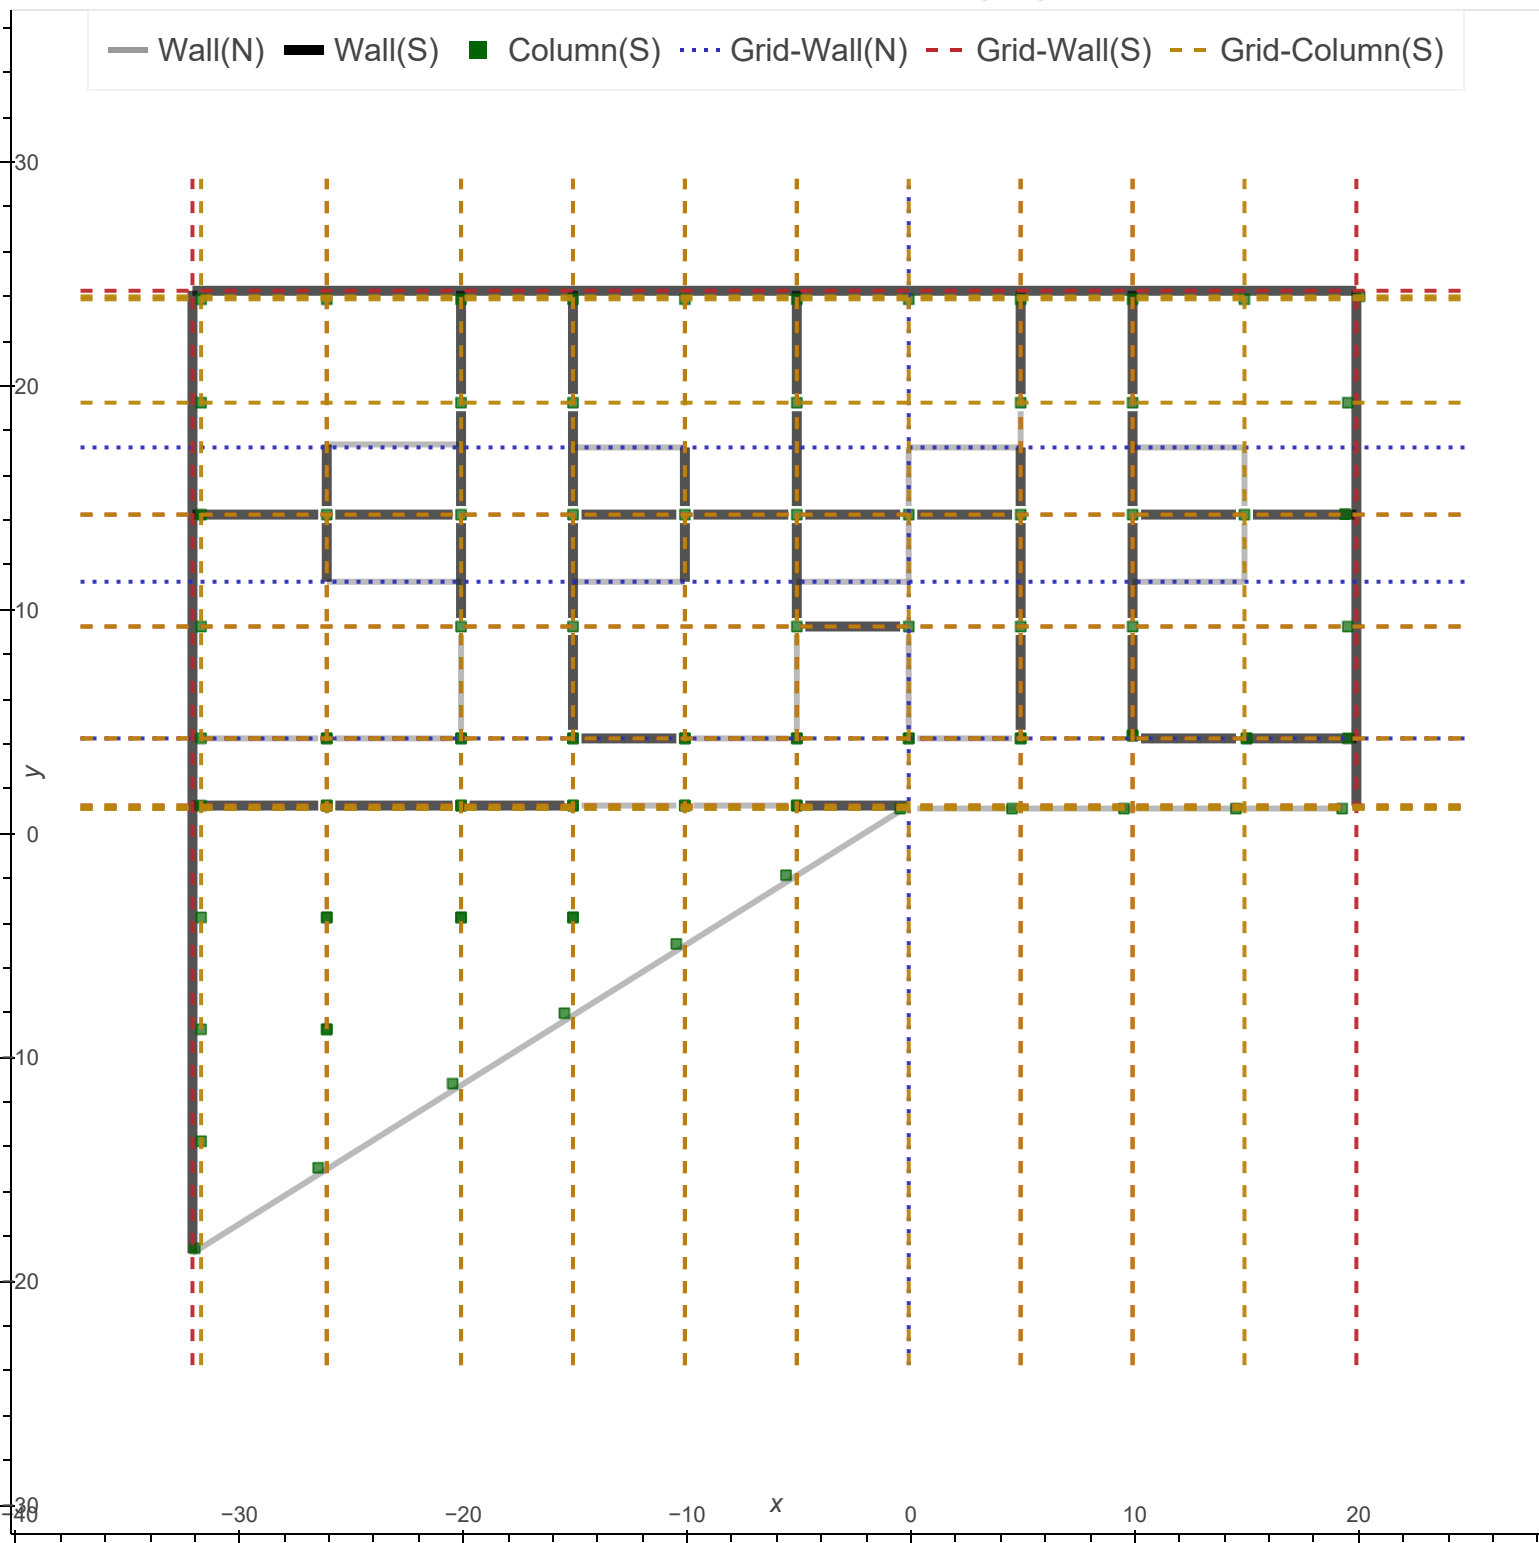 Wall(N) Wall(S) Column(S) Grid-Wall(N) Grid-Wall(S) Grid-Column(S)
30
20
10
y
0
−10
−20
−30
−40 −30 −20 −10 x 0 10 20